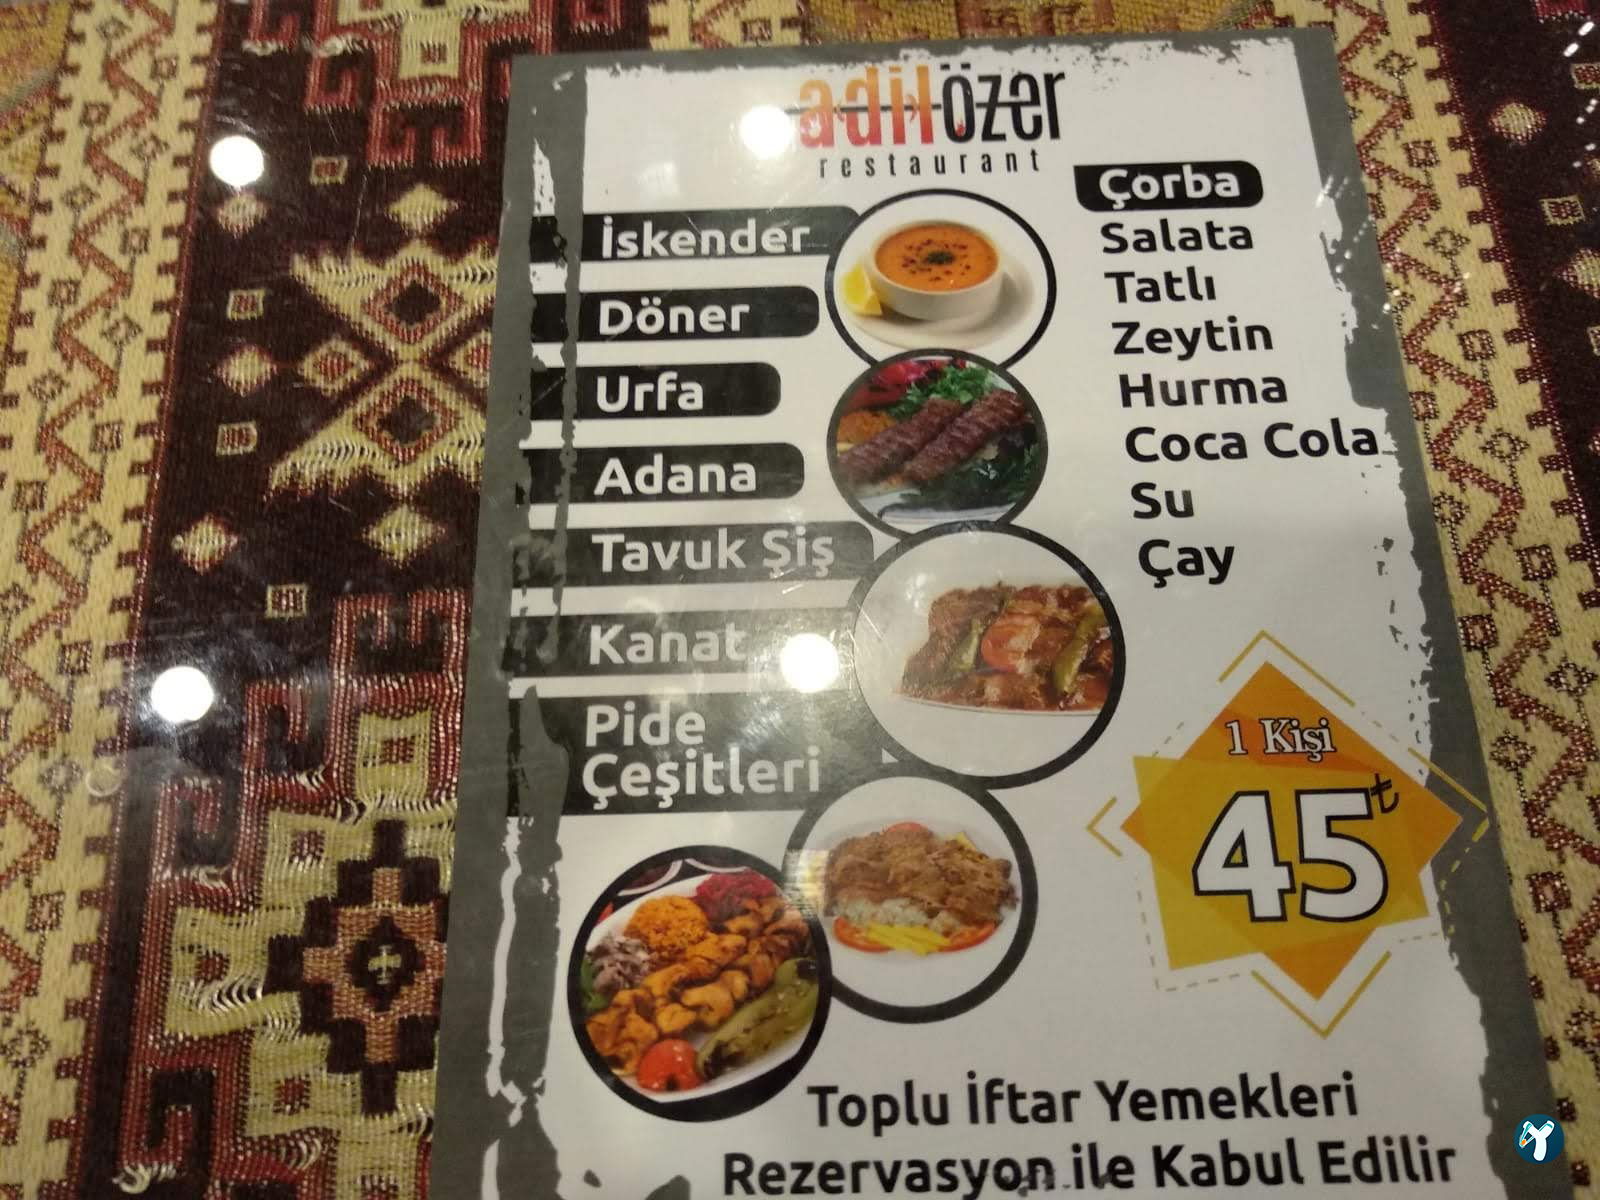 adilözer
restaurant
İskender
Döner
Urfa
Adana
Tavuk Şiş
Kanat
Pide
Çeşitleri
Çorba
Salata
Tatlı
Zeytin
Hurma
Coca Cola
Su
Çay
1 Kişi
45₺
Toplu İftar Yemekleri
Rezervasyon ile Kabul Edilir